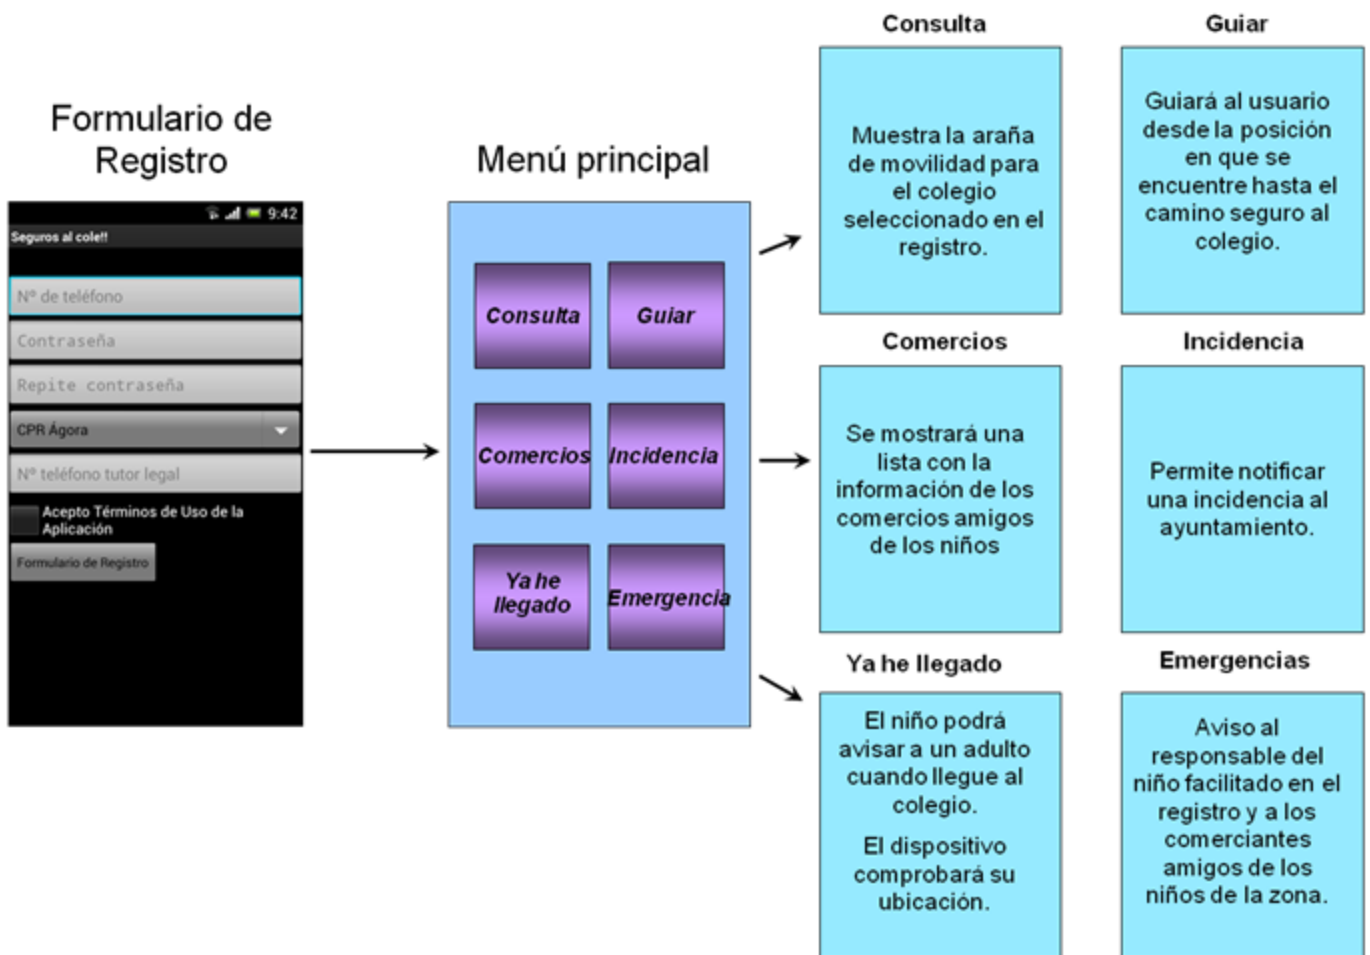 Formulario de
Registro
9:42
Seguros al cole!!
Nº de teléfono
Contraseña
Repite contraseña
CPR Ágora
Nº teléfono tutor legal
Acepto Términos de Uso de la
Aplicación
Formulario de Registro
Menú principal
Consulta
Guiar
Comercios
Incidencia
Ya he
llegado
Emergencia
Consulta
Muestra la araña
de movilidad para
el colegio
seleccionado en el
registro.
Guiar
Guiará al usuario
desde la posición
en que se
encuentre hasta el
camino seguro al
colegio.
Comercios
Se mostrará una
lista con la
información de los
comercios amigos
de los niños
Incidencia
Permite notificar
una incidencia al
ayuntamiento.
Ya he llegado
El niño podrá
avisar a un adulto
cuando llegue al
colegio.
El dispositivo
comprobará su
ubicación.
Emergencias
Aviso al
responsable del
niño facilitado en el
registro y a los
comerciantes
amigos de los
niños de la zona.